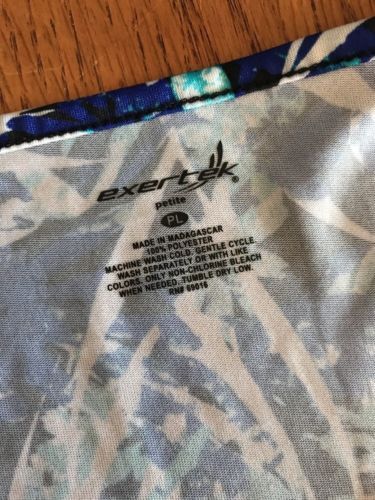 exertek®
petite
PL
MADE IN MADAGASCAR
100% POLYESTER
MACHINE WASH COLD. GENTLE CYCLE.
WASH SEPARATELY OR WITH LIKE
COLORS. ONLY NON-CHLORINE BLEACH
WHEN NEEDED. TUMBLE DRY LOW.
RN# 69016